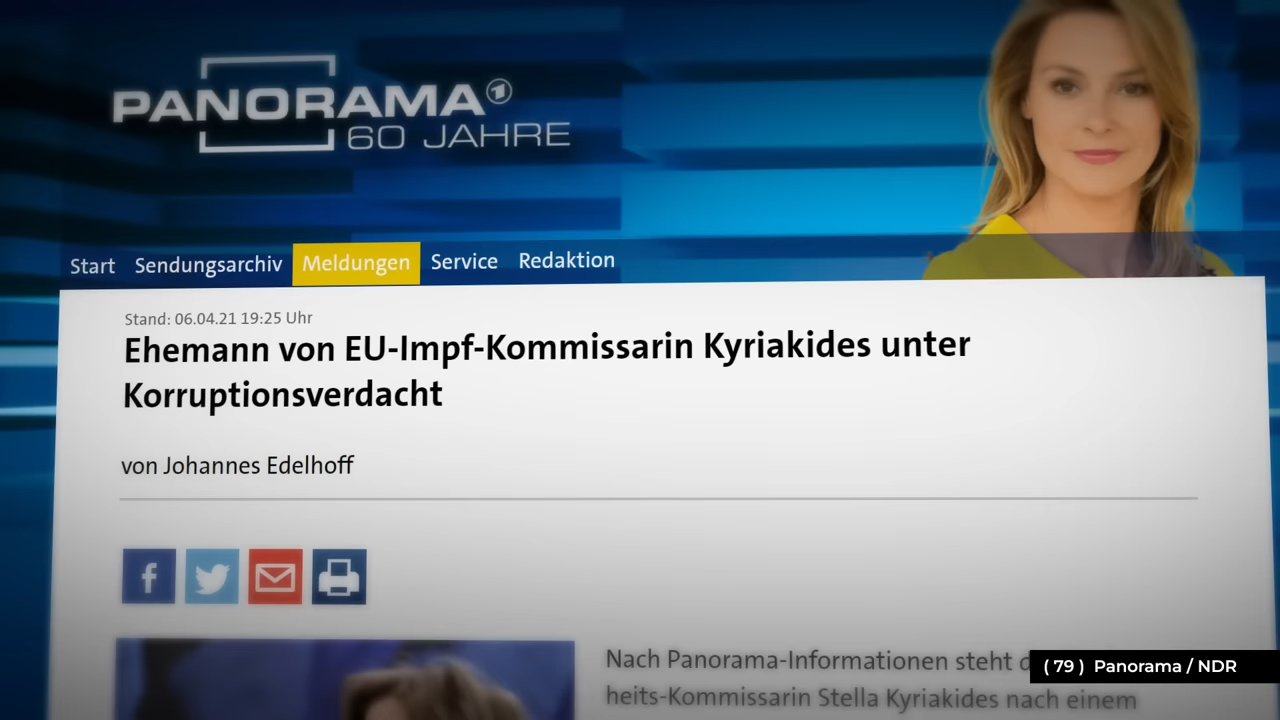 PANORAMA
60 JAHRE
Start Sendungsarchiv Meldungen Service Redaktion
Stand: 06.04.21 19:25 Uhr
Ehemann von EU-Impf-Kommissarin Kyriakides unter
Korruptionsverdacht
von Johannes Edelhoff
Nach Panorama-Informationen steht
heits-Kommissarin Stella Kyriakides nach einem
( 79 ) Panorama / NDR